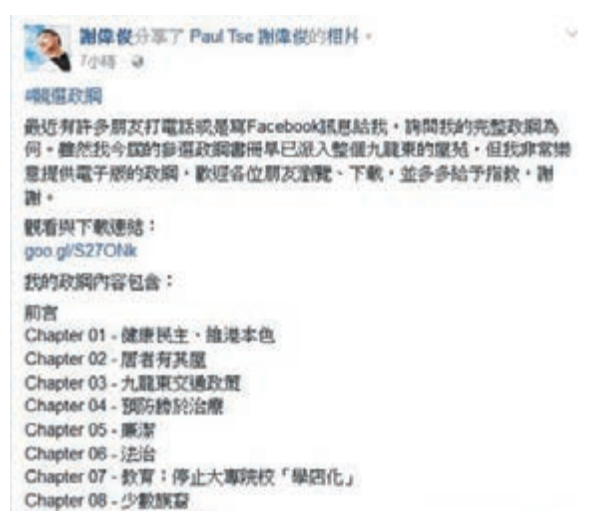 謝偉俊分享了 Paul Tse 謝偉俊的相片。
7小時
#競選政綱
最近有許多朋友打電話或是寫Facebook訊息給我，詢問我的完整政綱為
何。雖然我今屆的參選政綱書冊早已派入整個九龍東的屋苑，但我非常樂
意提供電子版的政綱，歡迎各位朋友瀏覽、下載，並多多給予指教，謝
謝。
觀看與下載連結：
goo.gl/S27ONk
我的政綱內容包含：
前言
Chapter 01 - 健康民主、維港本色
Chapter 02 - 居者有其屋
Chapter 03 - 九龍東交通政策
Chapter 04 - 預防勝於治療
Chapter 05 - 廉潔
Chapter 06 - 法治
Chapter 07 - 教育：停止大專院校「學店化」
Chapter 08 - 少數族裔